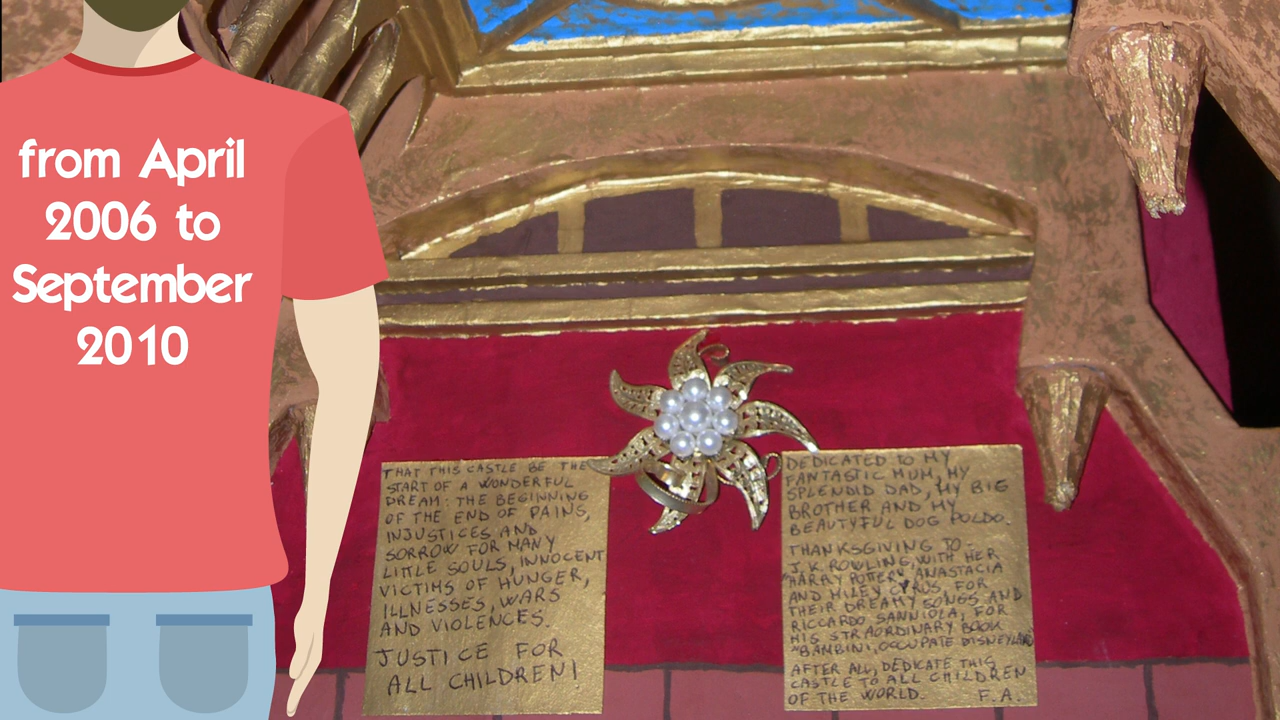 from April
2006 to
September
2010
THAT THIS CASTLE BE THE
START OF A WONDERFUL
DREAM: THE BEGINNING
OF THE END OF PAINS,
INJUSTICES AND
SORROW FOR MANY
LITTLE SOULS, INNOCENT
VICTIMS OF HUNGER,
ILLNESSES, WARS
AND VIOLENCES.
JUSTICE FOR
ALL CHILDREN!
DEDICATED TO MY
FANTASTIC MUM, MY
SPLENDID DAD, MY BIG
BROTHER AND MY
BEAUTYFUL DOG POLDO.
THANKSGIVING TO
J.K. ROWLING, WITH HER
"HARRY POTTER", ANASTACIA
AND MILEY CYRUS, FOR
THEIR DREAMY SONGS AND
RICCARDO SANNIOLA, FOR
HIS STRAORDINARY BOOK
"BAMBINI, OCCUPATE DISNEYLAND"
AFTER ALL, DEDICATE THIS
CASTLE TO ALL CHILDREN
OF THE WORLD. F.A.